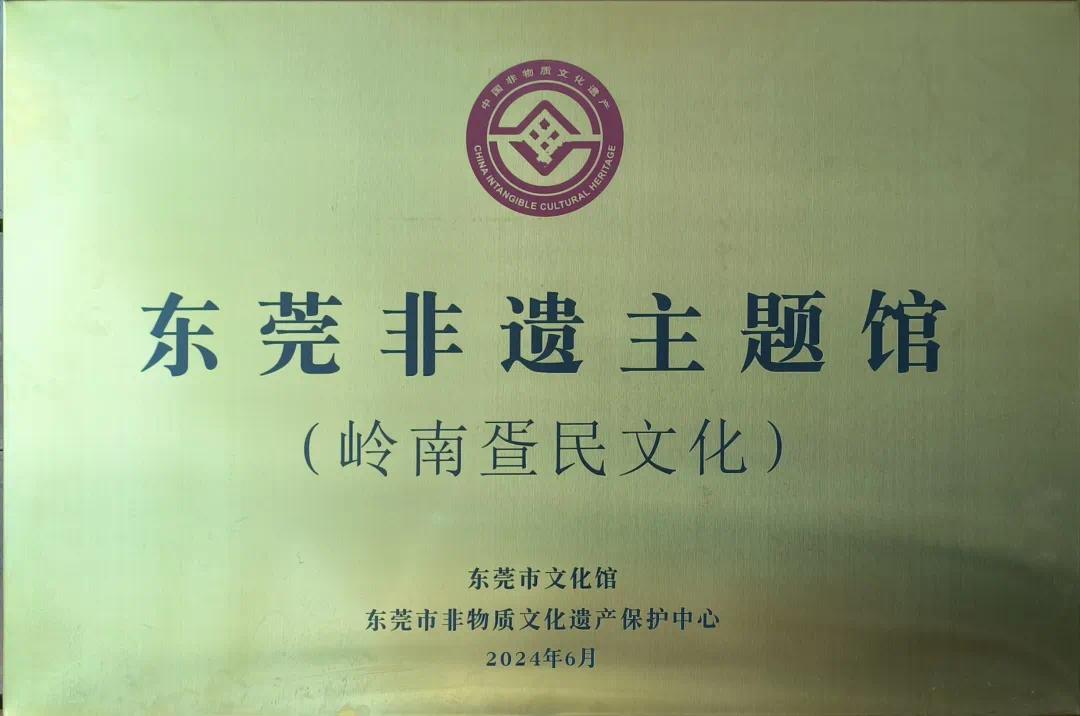 中国非物质文化遗产
CHINA INTANGIBLE CULTURAL HERITAGE
东莞非遗主题馆
（岭南疍民文化）
东莞市文化馆
东莞市非物质文化遗产保护中心
2024年6月